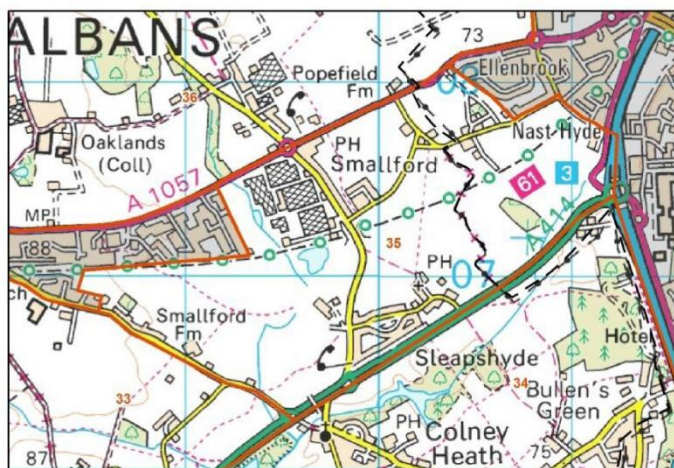 ALBANS
73
Popefield
Fm
Ellenbrook
36
Oaklands
(Coll)
PH
Smallford
Nast Hyde
A 1057
61
3
MP
A414
88
35
PH
07
Smallford
Fm
Sleapshyde
Hotel
33
34
Bullen's
Green
PH
Colney
Heath
87
75